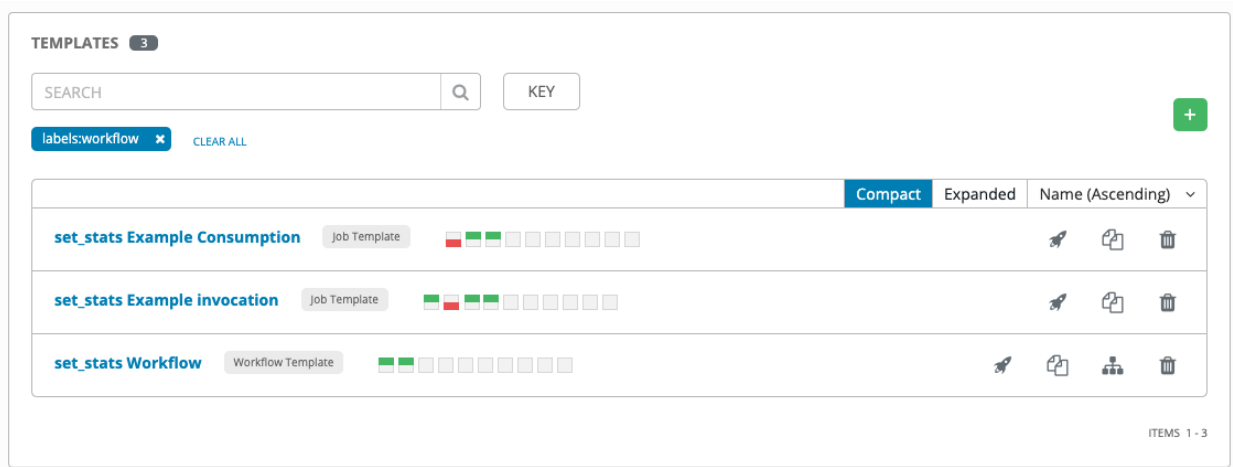 TEMPLATES 3
SEARCH KEY
+
labels:workflow × CLEAR ALL
Compact Expanded Name (Ascending)
set_stats Example Consumption Job Template
set_stats Example invocation Job Template
set_stats Workflow Workflow Template
ITEMS 1 - 3